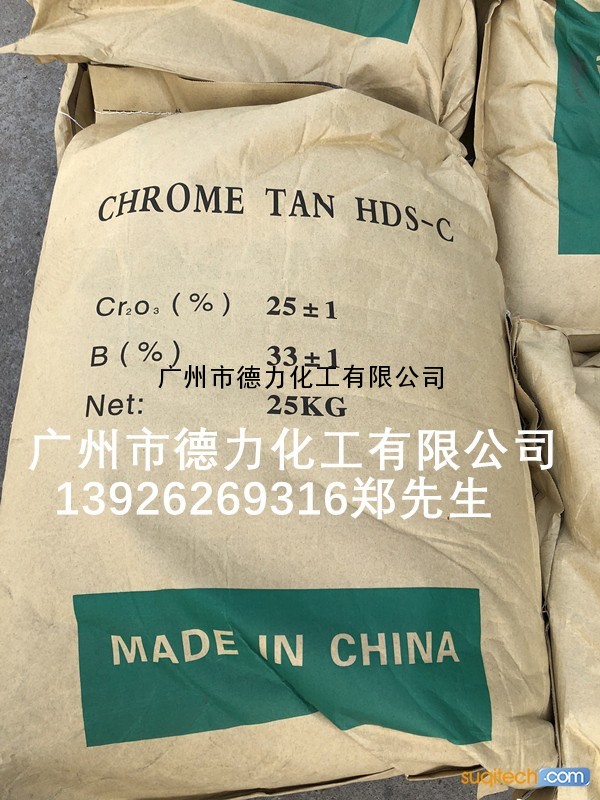 CHROME TAN HDS-C
Cr₂O₃ (%) 25±1
B (%) 33±1
广州市德力化工有限公司
Net: 25KG
广州市德力化工有限公司
13926269316郑先生
MADE IN CHINA
sugitech.com